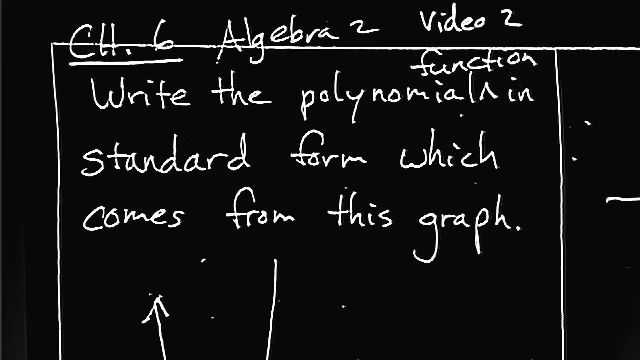 CH. 6 Algebra 2 Video 2
function
Write the polynomial^ in
standard form which
comes from this graph.